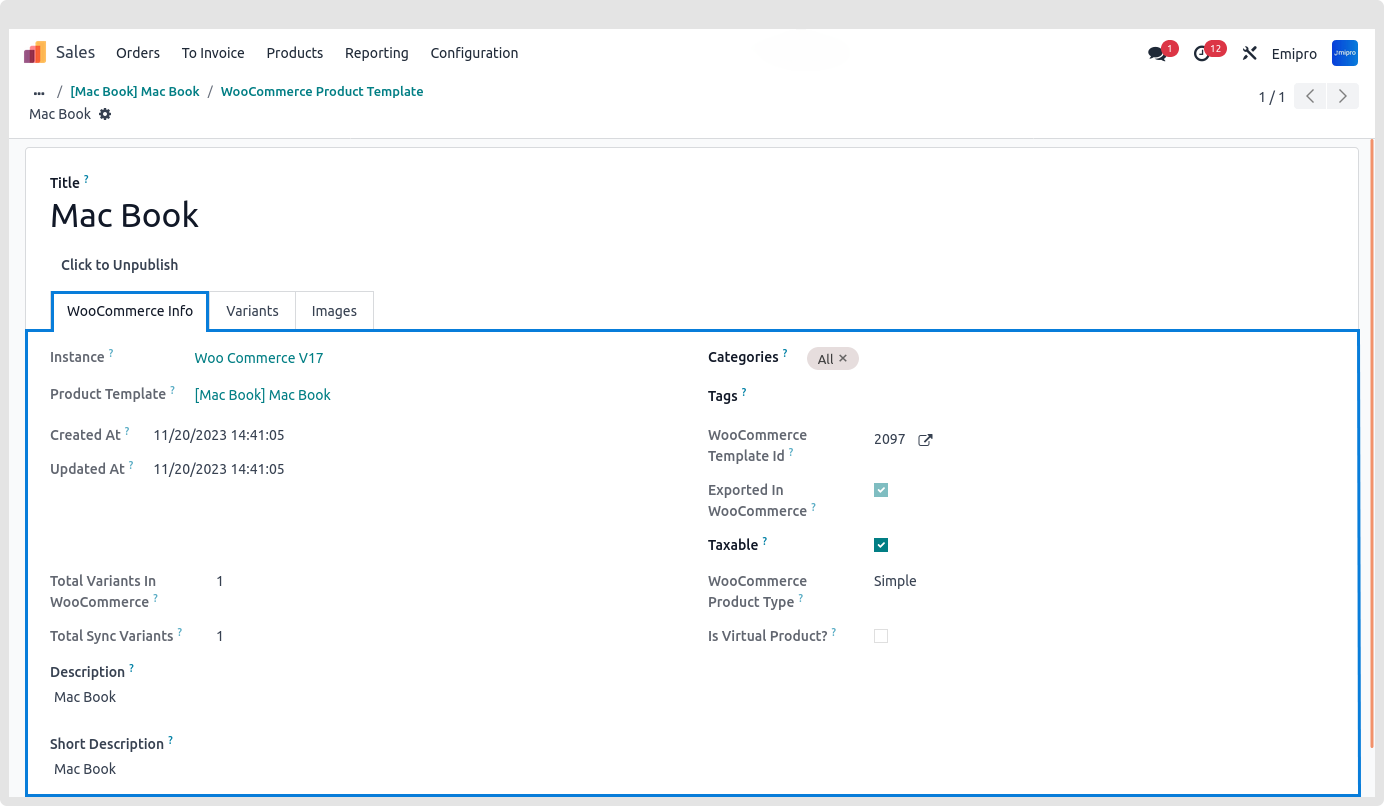 Sales Orders To Invoice Products Reporting Configuration 1 12 Emipro emipro
... / [Mac Book] Mac Book / WooCommerce Product Template
Mac Book
1 / 1
Title ?
Mac Book
Click to Unpublish
WooCommerce Info Variants Images
Instance ? Woo Commerce V17
Product Template ? [Mac Book] Mac Book
Created At ? 11/20/2023 14:41:05
Updated At ? 11/20/2023 14:41:05
Total Variants In
WooCommerce ? 1
Total Sync Variants ? 1
Description ?
Mac Book
Short Description ?
Mac Book
Categories ? All ×
Tags ?
WooCommerce
Template Id ? 2097
Exported In
WooCommerce ?
Taxable ?
WooCommerce
Product Type ? Simple
Is Virtual Product? ?